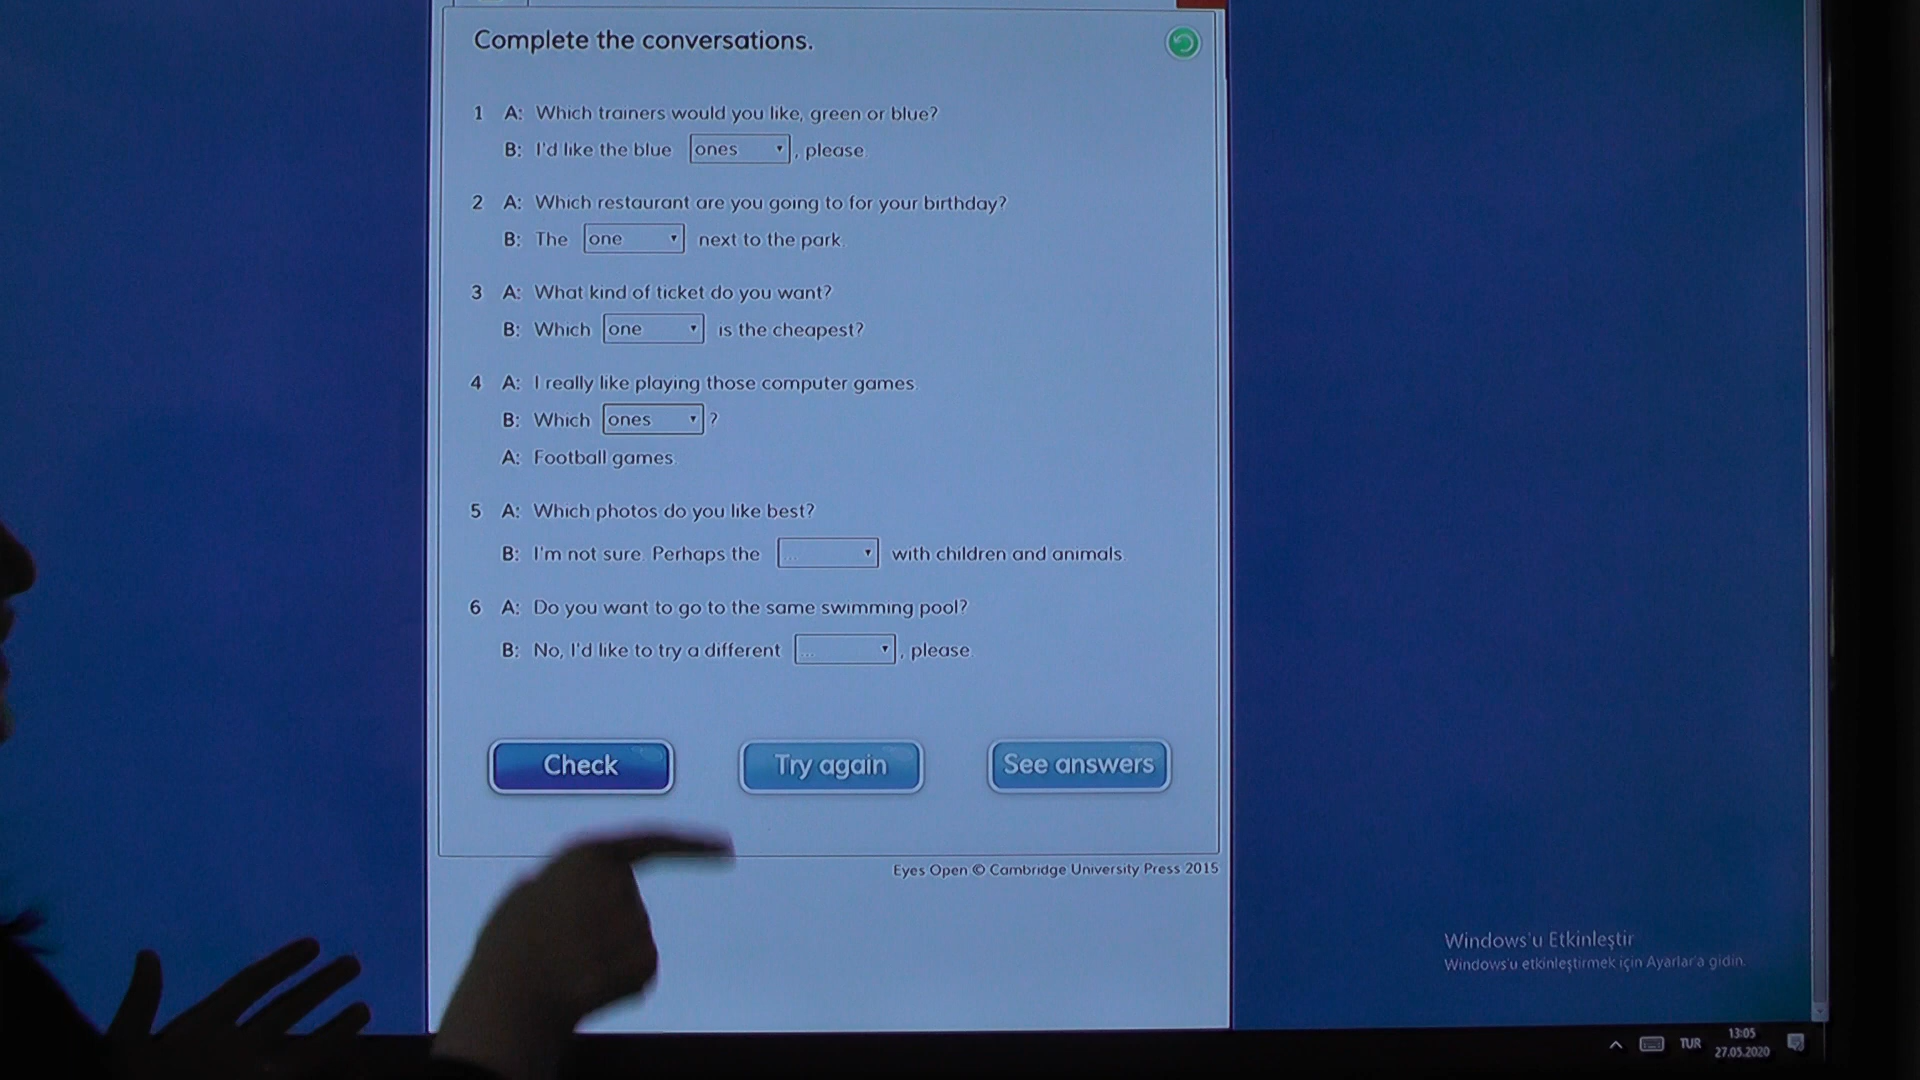 Complete the conversations.
1 A: Which trainers would you like, green or blue?
B: I'd like the blue ones, please.
2 A: Which restaurant are you going to for your birthday?
B: The one next to the park.
3 A: What kind of ticket do you want?
B: Which one is the cheapest?
4 A: I really like playing those computer games.
B: Which ones ?
A: Football games.
5 A: Which photos do you like best?
B: I'm not sure. Perhaps the ... with children and animals.
6 A: Do you want to go to the same swimming pool?
B: No, I'd like to try a different ..., please.
Check Try again See answers
Eyes Open © Cambridge University Press 2015
Windows'u Etkinleştir
Windows'u etkinleştirmek için Ayarlar'a gidin.
TUR 13:05
27.05.2020